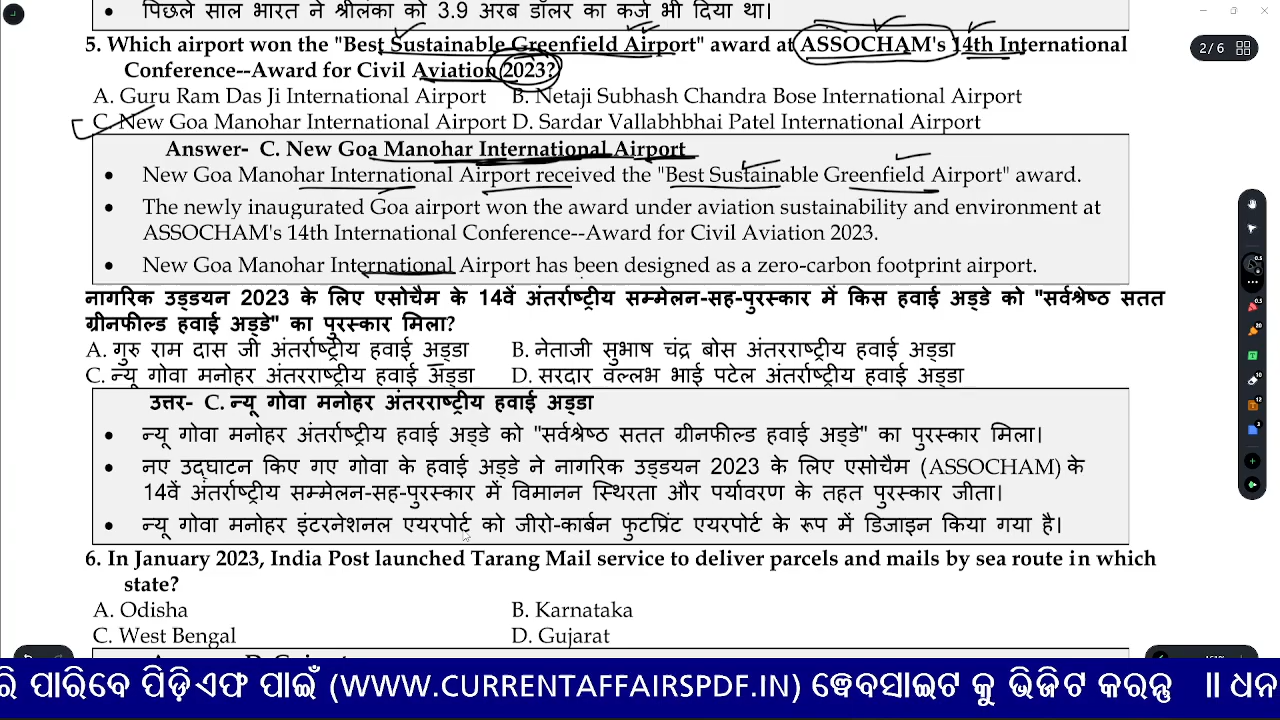 • पिछले साल भारत ने श्रीलंका को 3.9 अरब डॉलर का कर्ज भी दिया था।
2/6
5. Which airport won the "Best Sustainable Greenfield Airport" award at ASSOCHAM's 14th International
Conference--Award for Civil Aviation 2023?
A. Guru Ram Das Ji International Airport B. Netaji Subhash Chandra Bose International Airport
C. New Goa Manohar International Airport D. Sardar Vallabhbhai Patel International Airport
Answer- C. New Goa Manohar International Airport
• New Goa Manohar International Airport received the "Best Sustainable Greenfield Airport" award.
• The newly inaugurated Goa airport won the award under aviation sustainability and environment at
ASSOCHAM's 14th International Conference--Award for Civil Aviation 2023.
• New Goa Manohar International Airport has been designed as a zero-carbon footprint airport.
नागरिक उड्डयन 2023 के लिए एसोचैम के 14वें अंतर्राष्ट्रीय सम्मेलन-सह-पुरस्कार में किस हवाई अड्डे को "सर्वश्रेष्ठ सतत
ग्रीनफील्ड हवाई अड्डे" का पुरस्कार मिला?
A. गुरु राम दास जी अंतर्राष्ट्रीय हवाई अड्डा B. नेताजी सुभाष चंद्र बोस अंतरराष्ट्रीय हवाई अड्डा
C. न्यू गोवा मनोहर अंतरराष्ट्रीय हवाई अड्डा D. सरदार वल्लभ भाई पटेल अंतर्राष्ट्रीय हवाई अड्डा
उत्तर- C. न्यू गोवा मनोहर अंतरराष्ट्रीय हवाई अड्डा
• न्यू गोवा मनोहर अंतर्राष्ट्रीय हवाई अड्डे को "सर्वश्रेष्ठ सतत ग्रीनफील्ड हवाई अड्डे" का पुरस्कार मिला।
• नए उद्घाटन किए गए गोवा के हवाई अड्डे ने नागरिक उड्डयन 2023 के लिए एसोचैम (ASSOCHAM) के
14वें अंतर्राष्ट्रीय सम्मेलन-सह-पुरस्कार में विमानन स्थिरता और पर्यावरण के तहत पुरस्कार जीता।
• न्यू गोवा मनोहर इंटरनेशनल एयरपोर्ट को जीरो-कार्बन फुटप्रिंट एयरपोर्ट के रूप में डिजाइन किया गया है।
6. In January 2023, India Post launched Tarang Mail service to deliver parcels and mails by sea route in which
state?
A. Odisha B. Karnataka
C. West Bengal D. Gujarat
ରି ପାରିବେ ପିଡ଼ିଏଫ ପାଇଁ (WWW.CURRENTAFFAIRSPDF.IN) ୱେବସାଇଟ କୁ ଭିଜିଟ କରନ୍ତୁ ॥ ଧନ